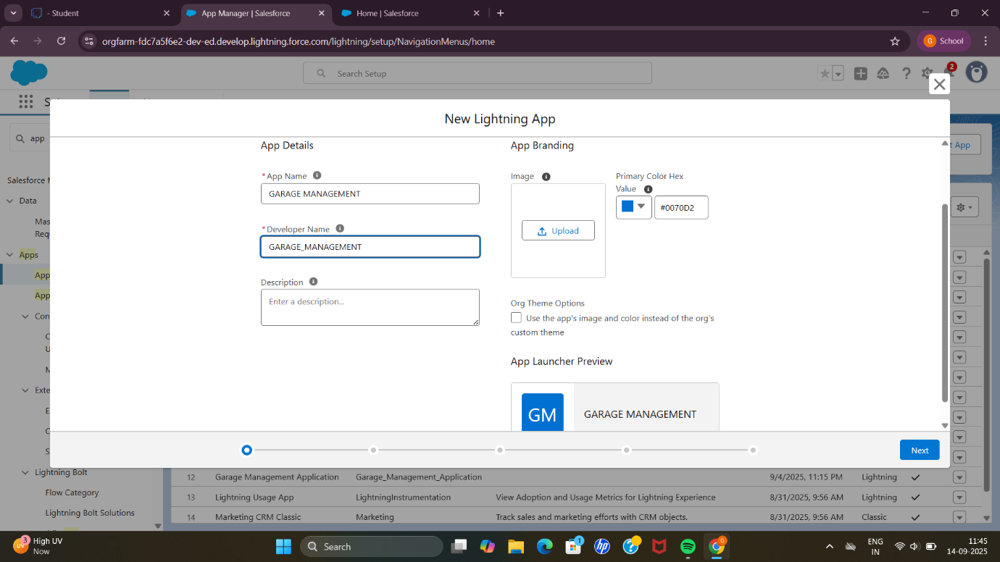 - Student
App Manager | Salesforce
Home | Salesforce
orgfarm-fdc7a5f6e2-dev-ed.develop.lightning.force.com/lightning/setup/NavigationMenus/home
G School
Search Setup
2
app
t App
New Lightning App
App Details
App Branding
*App Name
GARAGE MANAGEMENT
*Developer Name
GARAGE_MANAGEMENT
Description
Enter a description...
Image
Upload
Primary Color Hex
Value
#0070D2
Org Theme Options
Use the app's image and color instead of the org's
custom theme
App Launcher Preview
GM GARAGE MANAGEMENT
Next
Salesforce M
Data
Mas
Req
Apps
App
App
Con
C
U
M
Exte
E
C
S
Lightning Bolt
Flow Category
Lightning Bolt Solutions
12 Garage Management Application Garage_Management_Application 9/4/2025, 11:15 PM Lightning
13 Lightning Usage App LightningInstrumentation View Adoption and Usage Metrics for Lightning Experience 8/31/2025, 9:56 AM Lightning
14 Marketing CRM Classic Marketing Track sales and marketing efforts with CRM objects. 8/31/2025, 9:56 AM Classic
UV 3 High UV
Now
Search
1
hp
G
ENG
IN
11:45
14-09-2025